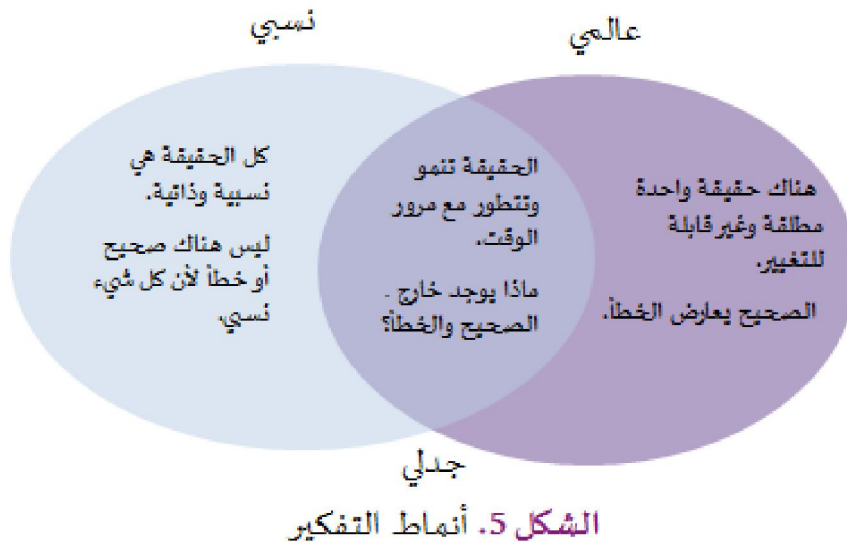 عالمي
نسبي
هناك حقيقة واحدة
مطلقة وغير قابلة
للتغيير.
الصحيح يعارض الخطأ.
الحقيقة تنمو
وتتطور مع مرور
الوقت.
ماذا يوجد خارج
الصحيح والخطأ؟
كل الحقيقة هي
نسبية وذاتية.
ليس هناك صحيح
أو خطأ لأن كل شيء
نسبي.
جدلي
الشكل 5. أنماط التفكير